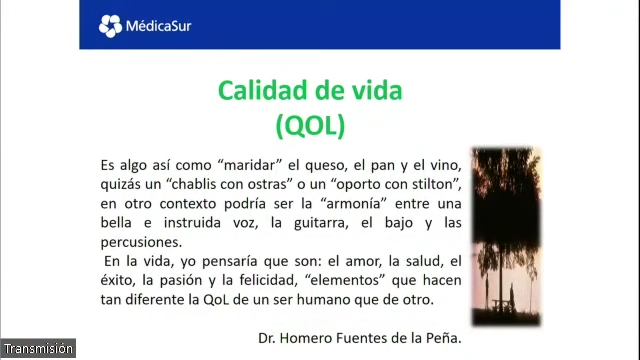 MédicaSur
Calidad de vida
(QOL)
Es algo así como “maridar” el queso, el pan y el vino,
quizás un “chablis con ostras” o un “oporto con stilton”,
en otro contexto podría ser la “armonía” entre una
bella e instruida voz, la guitarra, el bajo y las
percusiones.
En la vida, yo pensaría que son: el amor, la salud, el
éxito, la pasión y la felicidad, “elementos” que hacen
tan diferente la QoL de un ser humano que de otro.
Dr. Homero Fuentes de la Peña.
Transmisión